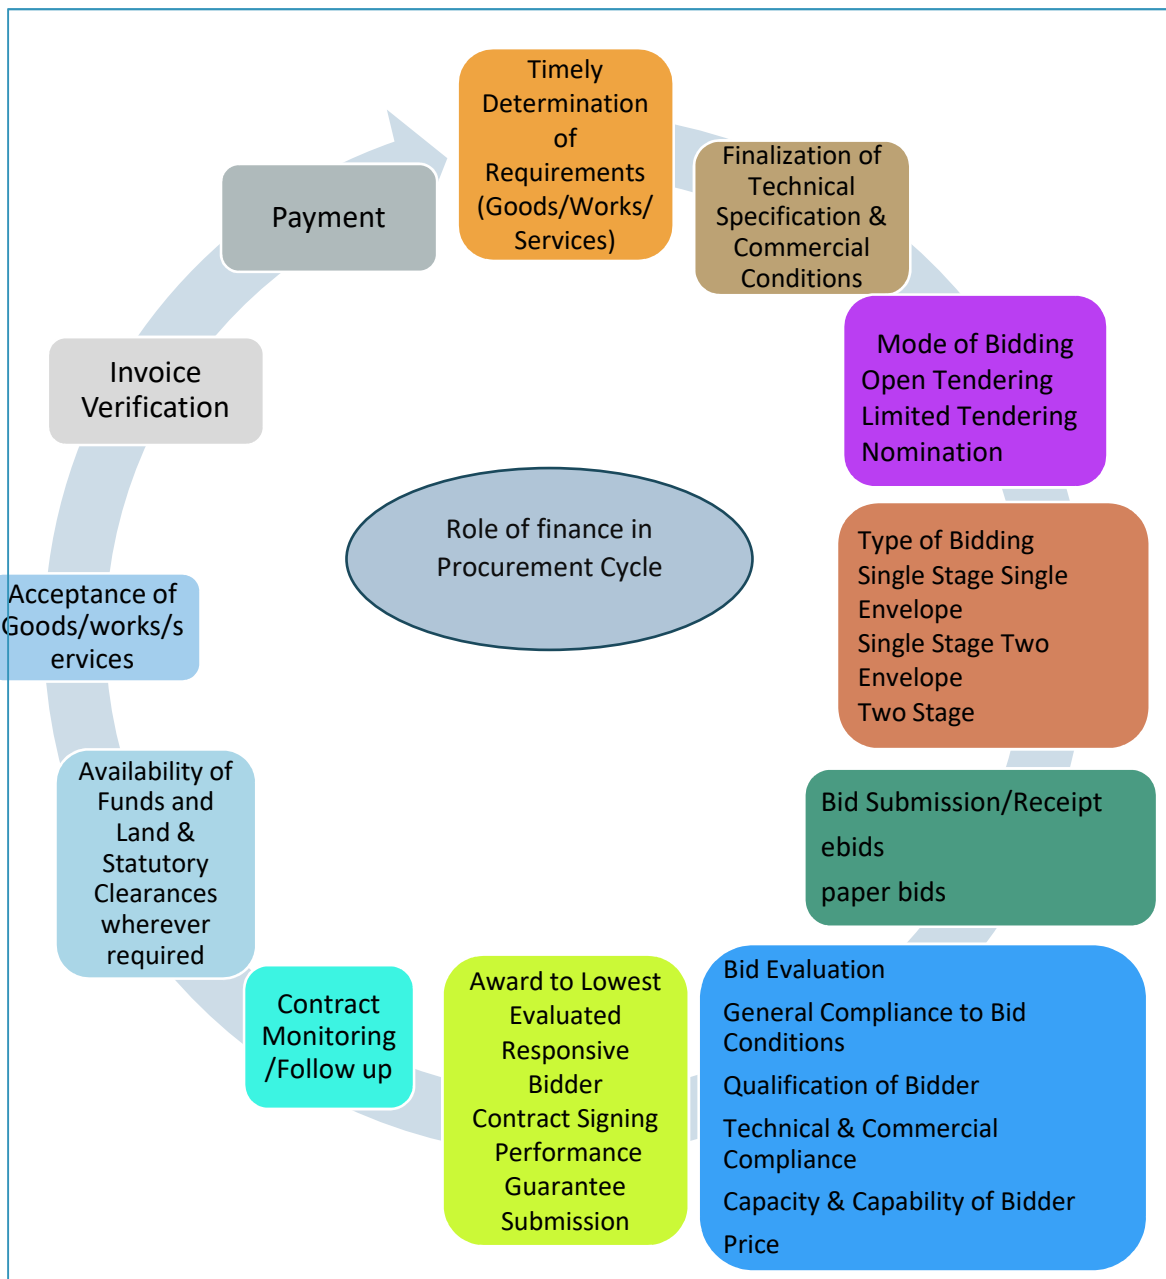 Timely
Determination
of
Requirements
(Goods/Works/
Services)
Finalization of
Technical
Specification &
Commercial
Conditions
Mode of Bidding
Open Tendering
Limited Tendering
Nomination
Type of Bidding
Single Stage Single
Envelope
Single Stage Two
Envelope
Two Stage
Bid Submission/Receipt
ebids
paper bids
Bid Evaluation
General Compliance to Bid
Conditions
Qualification of Bidder
Technical & Commercial
Compliance
Capacity & Capability of Bidder
Price
Award to Lowest
Evaluated
Responsive
Bidder
Contract Signing
Performance
Guarantee
Submission
Contract
Monitoring
/Follow up
Availability of
Funds and
Land &
Statutory
Clearances
wherever
required
Acceptance of
Goods/works/s
ervices
Invoice
Verification
Payment
Role of finance in
Procurement Cycle